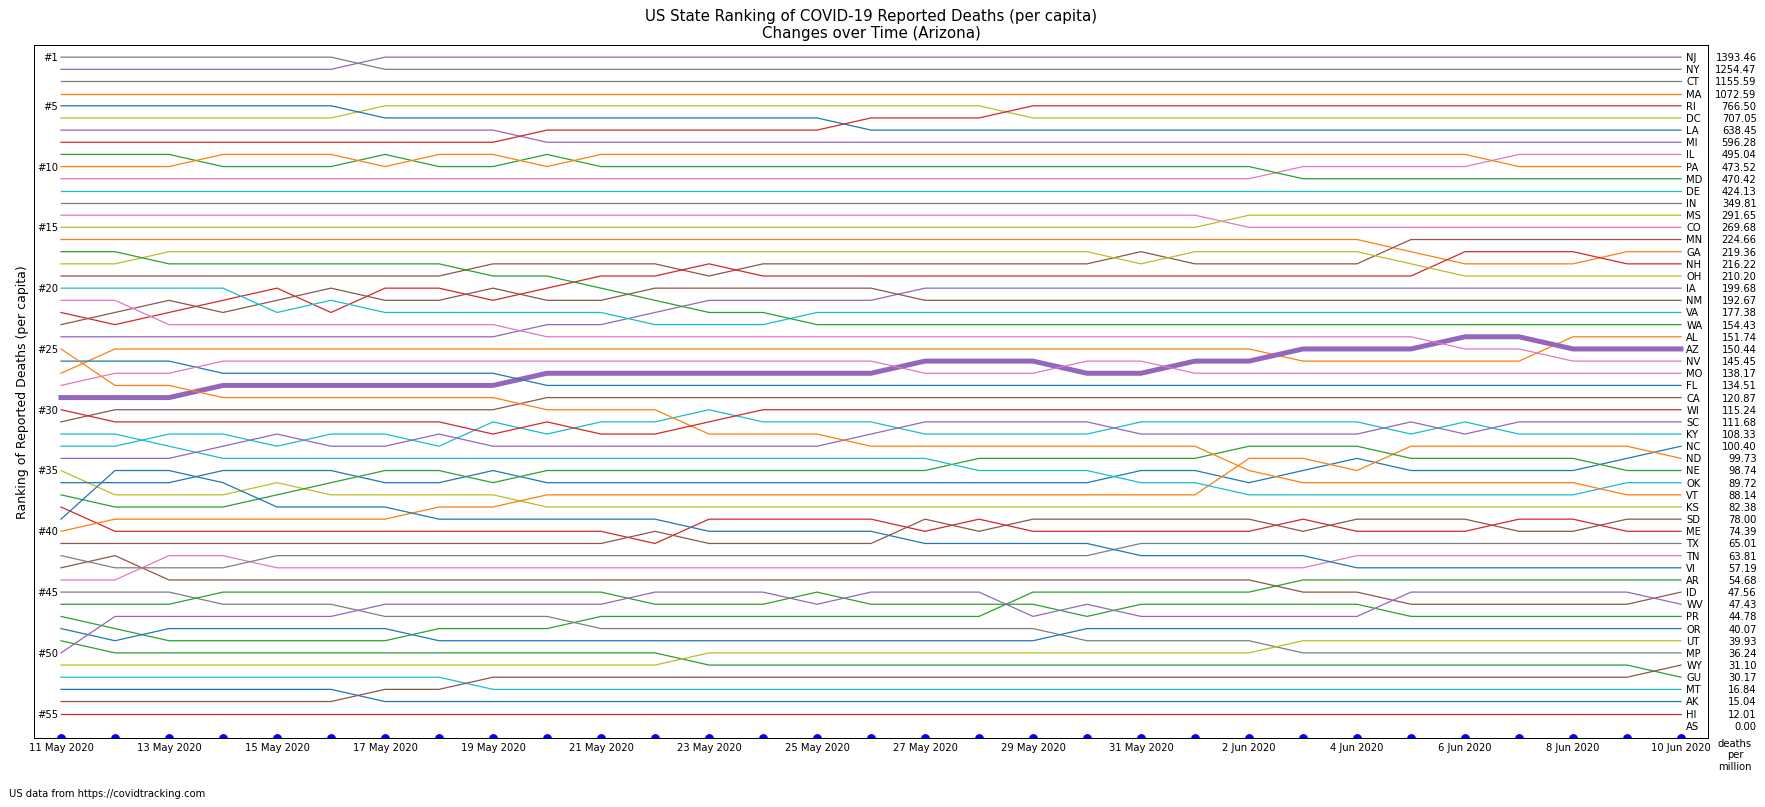 US State Ranking of COVID-19 Reported Deaths (per capita)
Changes over Time (Arizona)
Ranking of Reported Deaths (per capita)
#1
#5
#10
#15
#20
#25
#30
#35
#40
#45
#50
#55
NJ 1393.46
NY 1254.47
CT 1155.59
MA 1072.59
RI 766.50
DC 707.05
LA 638.45
MI 596.28
IL 495.04
PA 473.52
MD 470.42
DE 424.13
IN 349.81
MS 291.65
CO 269.68
MN 224.66
GA 219.36
NH 216.22
OH 210.20
IA 199.68
NM 192.67
VA 177.38
WA 154.43
AL 151.74
AZ 150.44
NV 145.45
MO 138.17
FL 134.51
CA 120.87
WI 115.24
SC 111.68
KY 108.33
NC 100.40
ND 99.73
NE 98.74
OK 89.72
VT 88.14
KS 82.38
SD 78.00
ME 74.39
TX 65.01
TN 63.81
VI 57.19
AR 54.68
ID 47.56
WV 47.43
PR 44.78
OR 40.07
UT 39.93
MP 36.24
WY 31.10
GU 30.17
MT 16.84
AK 15.04
HI 12.01
AS 0.00
11 May 2020 13 May 2020 15 May 2020 17 May 2020 19 May 2020 21 May 2020 23 May 2020 25 May 2020 27 May 2020 29 May 2020 31 May 2020 2 Jun 2020 4 Jun 2020 6 Jun 2020 8 Jun 2020 10 Jun 2020
deaths
per
million
US data from https://covidtracking.com